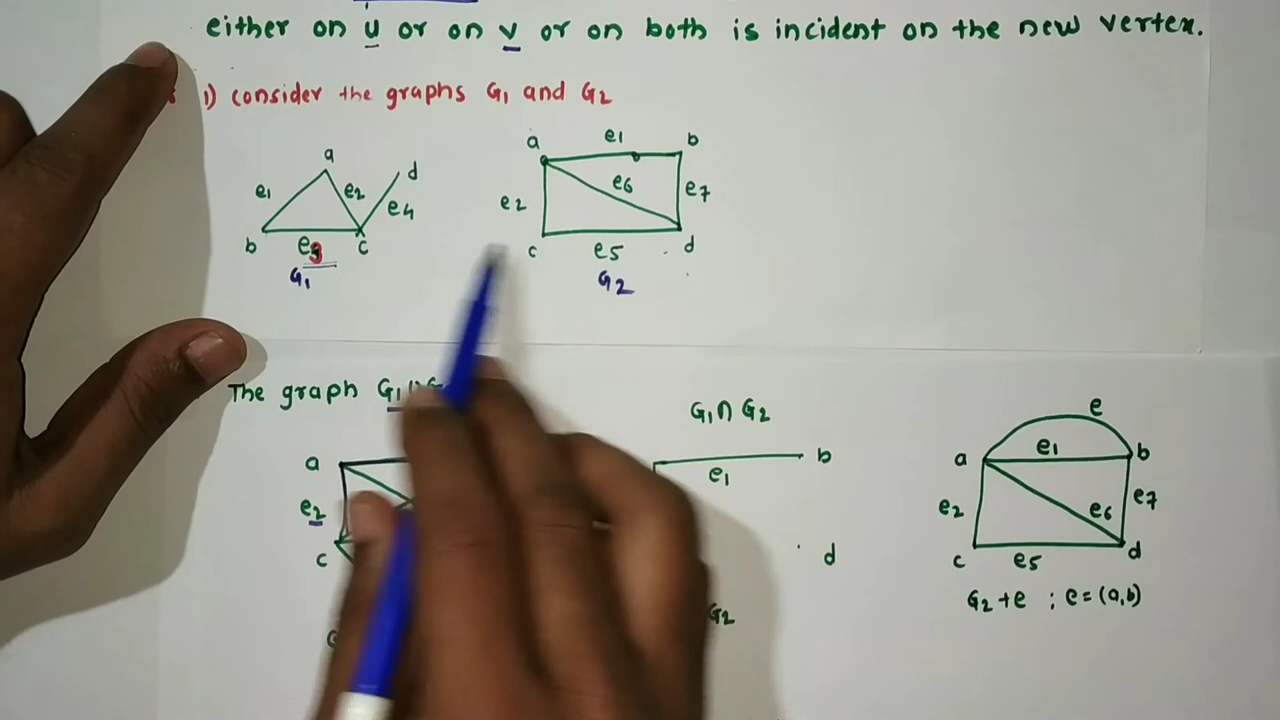 either on u or on v or on both is incident on the new vertex.
1) consider the graphs G1 and G2
a
e1
e2
d
e4
b
c
G1
a
e1
b
e2
e6
e7
c
e5
d
G2
The graph G1
a
e2
c
G1∩G2
b
e1
d
G2
e
a
e1
b
e2
e6
e7
c
e5
d
G2+e ; e=(a,b)